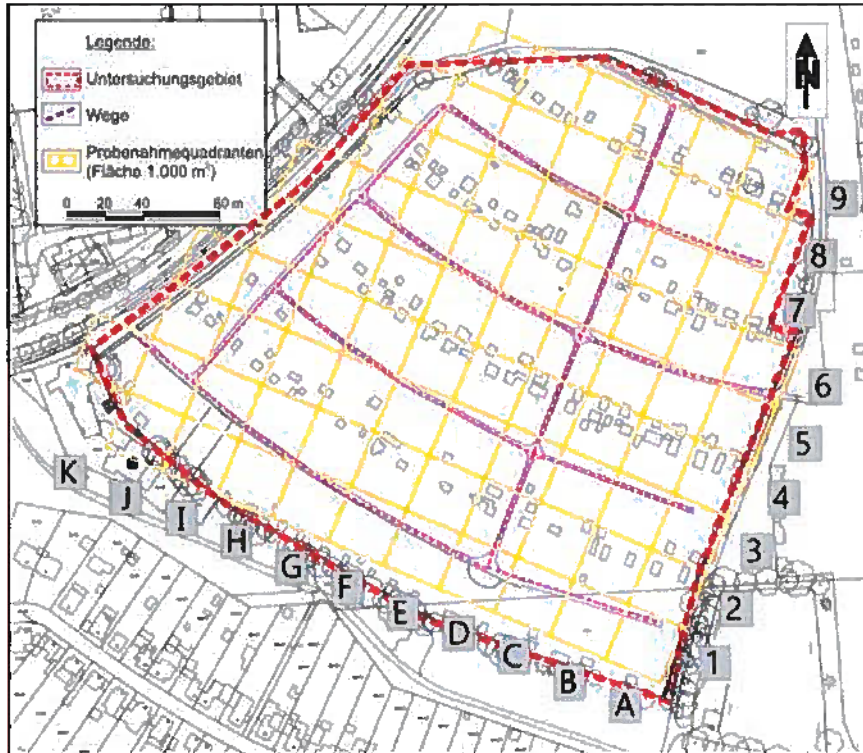 Legende:
Untersuchungsgebiet
Wege
Probenahmequadranten
(Fläche 1.000 m²)
0 20 40 80 m
N
9
8
7
6
5
4
3
2
1
K
J
I
H
G
F
E
D
C
B
A